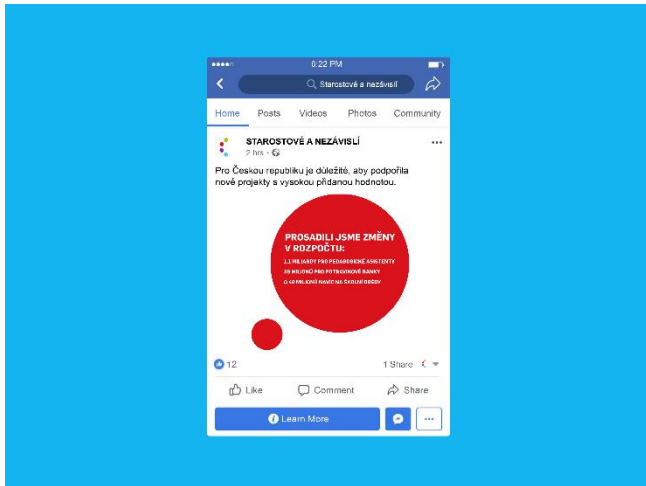 6:22 PM
Starostové a nezávislí
Home Posts Videos Photos Community
STAROSTOVÉ A NEZÁVISLÍ
2 hrs
Pro Českou republiku je důležité, aby podpořila
nové projekty s vysokou přidanou hodnotou.
PROSADILI JSME ZMĚNY
V ROZPOČTU:
1.1 MILIARDY PRO PEDAGOGICKÉ ASISTENTY
MILIONŮ PRO POTRAVINOVÉ BANKY
O 40 MILIONŮ NAVÍC NA ŠKOLNÍ OBĚDY
12
1 Share
Like Comment Share
Learn More